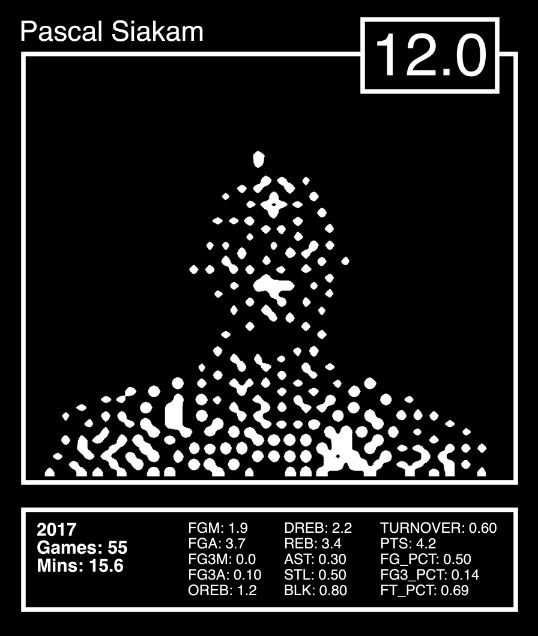 Pascal Siakam
12.0
2017
Games: 55
Mins: 15.6
FGM: 1.9
FGA: 3.7
FG3M: 0.0
FG3A: 0.10
OREB: 1.2
DREB: 2.2
REB: 3.4
AST: 0.30
STL: 0.50
BLK: 0.80
TURNOVER: 0.60
PTS: 4.2
FG_PCT: 0.50
FG3_PCT: 0.14
FT_PCT: 0.69